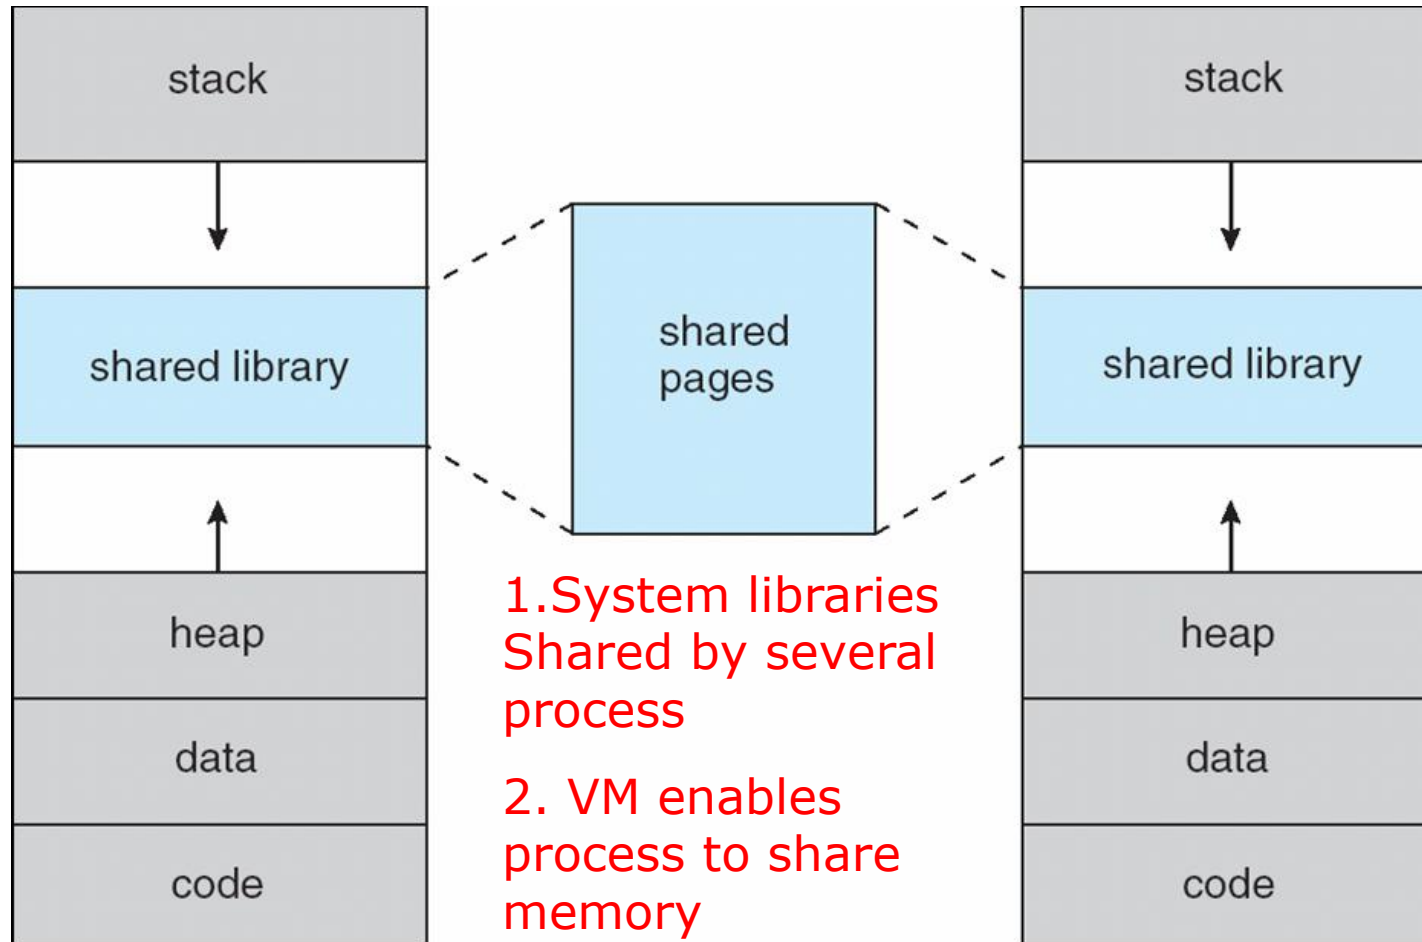 stack
shared library
heap
data
code
shared
pages
1.System libraries
Shared by several
process
2. VM enables
process to share
memory
stack
shared library
heap
data
code